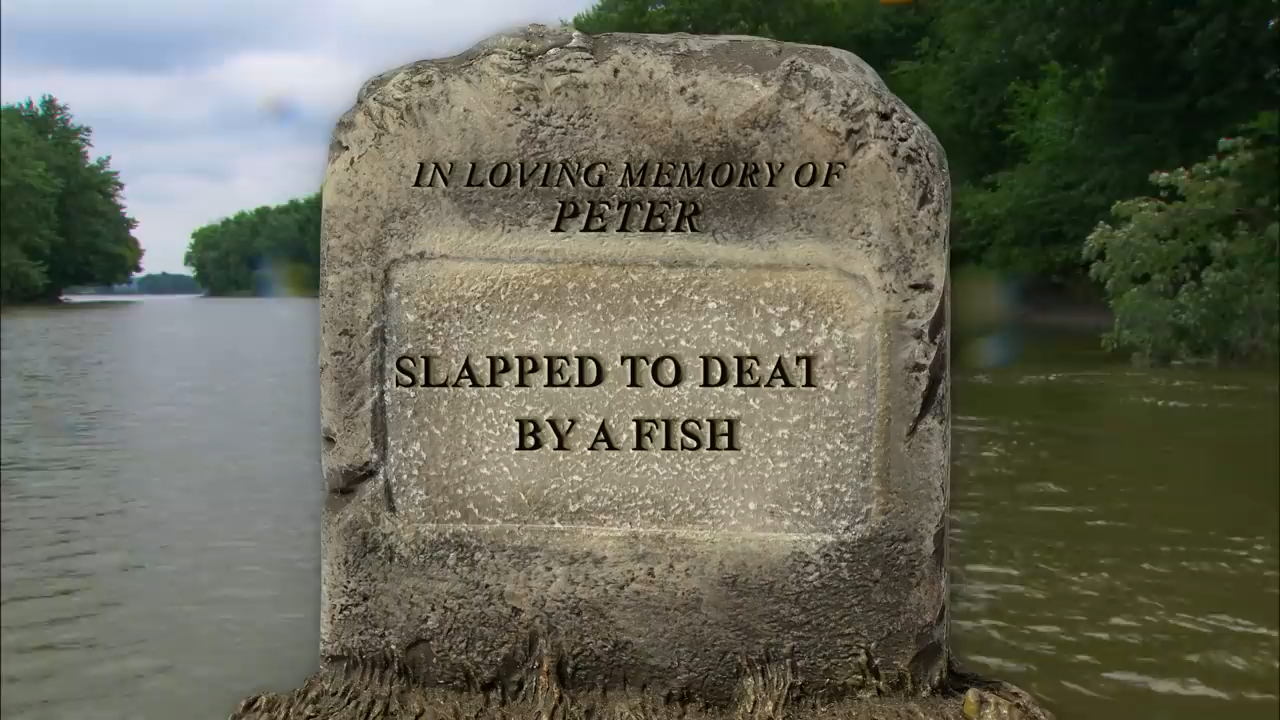 IN LOVING MEMORY OF
PETER
SLAPPED TO DEAT
BY A FISH